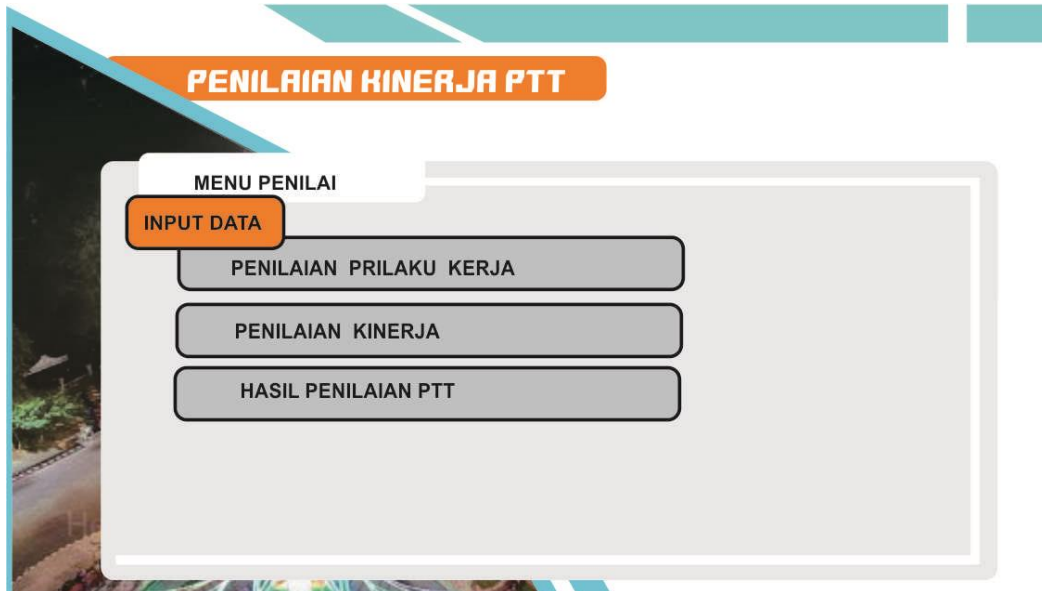 PENILAIAN KINERJA PTT
MENU PENILAI
INPUT DATA
PENILAIAN PRILAKU KERJA
PENILAIAN KINERJA
HASIL PENILAIAN PTT